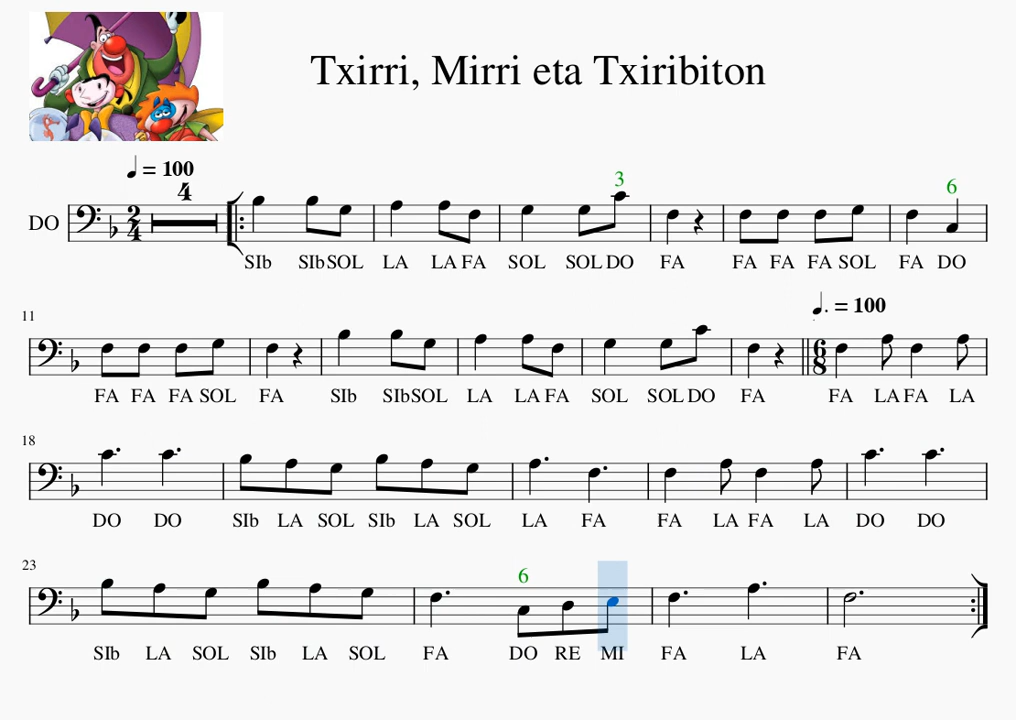 Txirri, Mirri eta Txiribiton
= 100
4
3
6
DO
2
4
SIb SIb SOL LA LA FA SOL SOL DO FA FA FA FA SOL FA DO
. = 100
11
6
8
FA FA FA SOL FA SIb SIb SOL LA LA FA SOL SOL DO FA FA LA FA LA
18
DO DO SIb LA SOL SIb LA SOL LA FA FA LA FA LA DO DO
23
6
SIb LA SOL SIb LA SOL FA DO RE MI FA LA FA